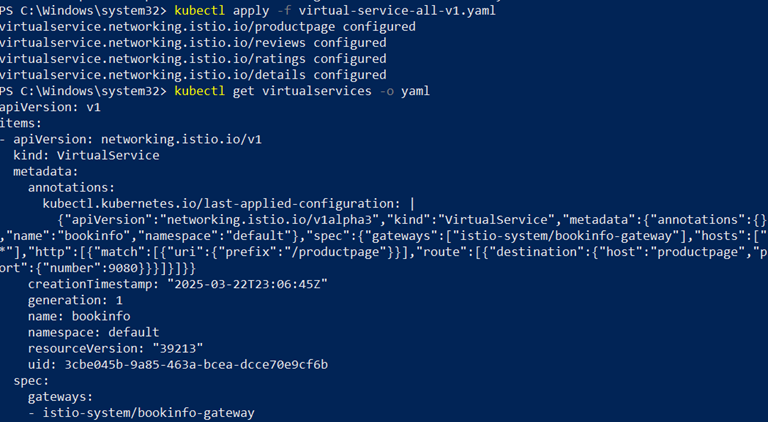 PS C:\Windows\system32> kubectl apply -f virtual-service-all-v1.yaml
virtualservice.networking.istio.io/productpage configured
virtualservice.networking.istio.io/reviews configured
virtualservice.networking.istio.io/ratings configured
virtualservice.networking.istio.io/details configured
PS C:\Windows\system32> kubectl get virtualservices -o yaml
apiVersion: v1
items:
- apiVersion: networking.istio.io/v1
  kind: VirtualService
  metadata:
    annotations:
      kubectl.kubernetes.io/last-applied-configuration: |
        {"apiVersion":"networking.istio.io/v1alpha3","kind":"VirtualService","metadata":{"annotations":{}
,"name":"bookinfo","namespace":"default"},"spec":{"gateways":["istio-system/bookinfo-gateway"],"hosts":["
*"],"http":[{"match":[{"uri":{"prefix":"/productpage"}}],"route":[{"destination":{"host":"productpage","p
ort":{"number":9080}}}]}]}}
    creationTimestamp: "2025-03-22T23:06:45Z"
    generation: 1
    name: bookinfo
    namespace: default
    resourceVersion: "39213"
    uid: 3cbe045b-9a85-463a-bcea-dcce70e9cf6b
  spec:
    gateways:
    - istio-system/bookinfo-gateway